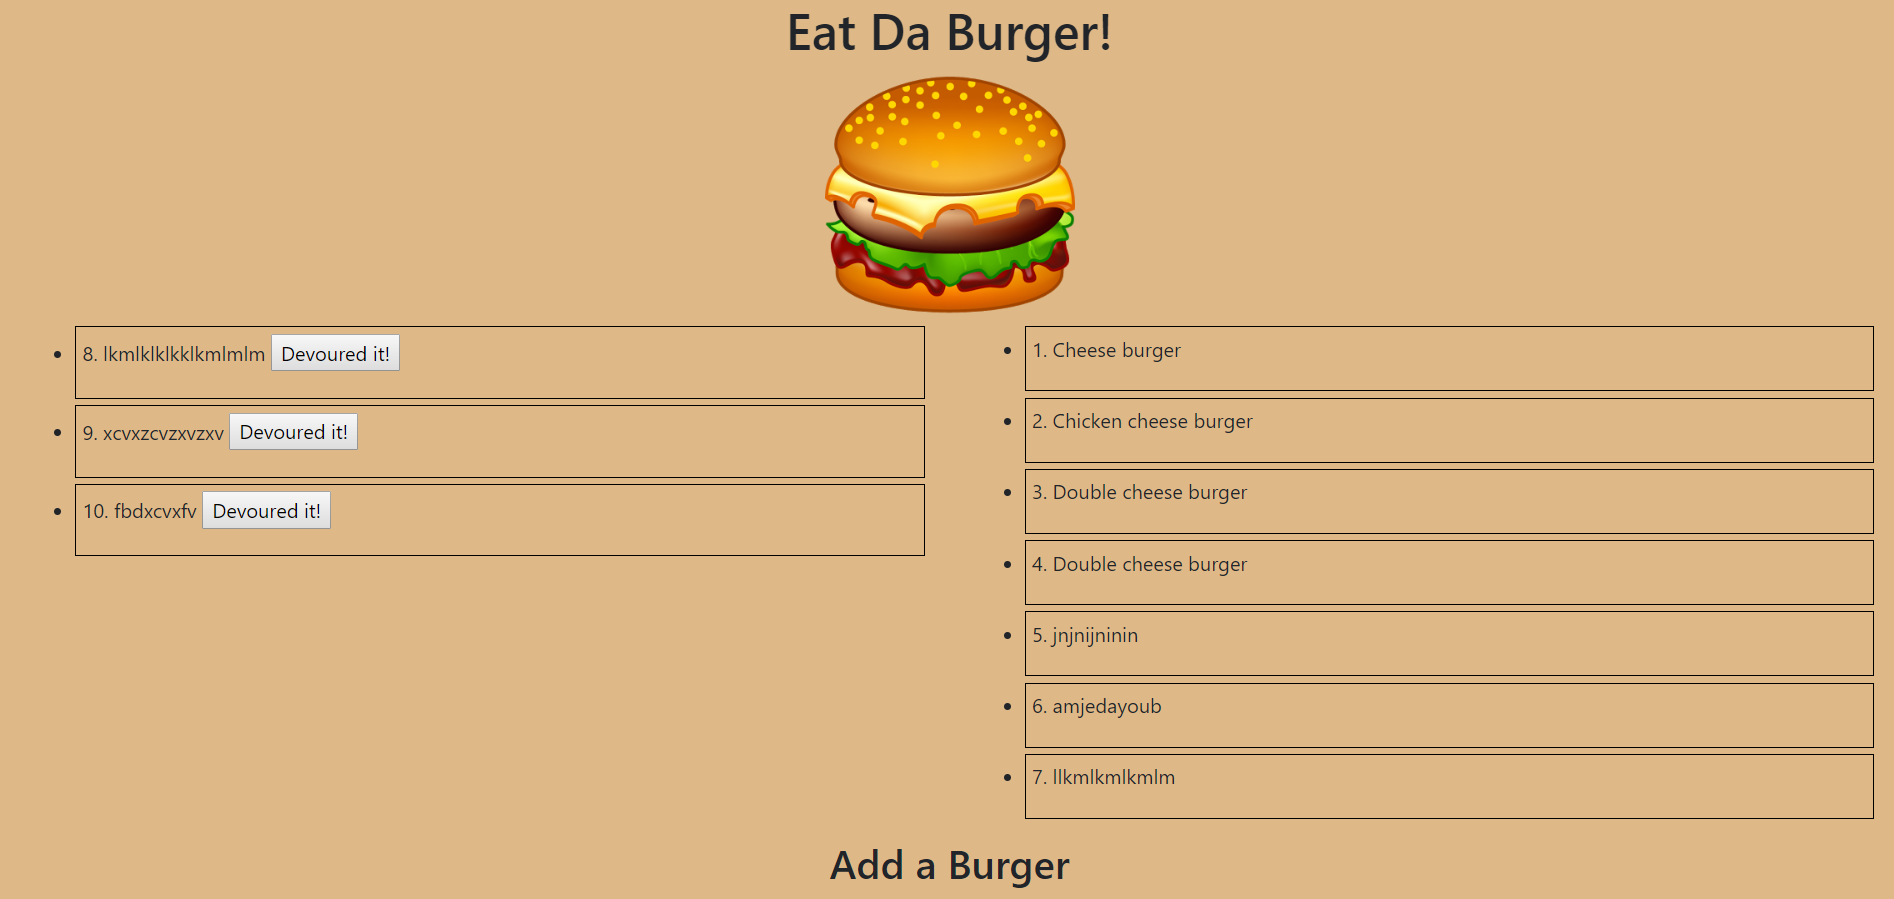 Eat Da Burger!
8. lkmlklklkklkmlmlm Devoured it!
9. xcvxzcvzxvzxv Devoured it!
10. fbdxcvxfv Devoured it!
1. Cheese burger
2. Chicken cheese burger
3. Double cheese burger
4. Double cheese burger
5. jnjnijninin
6. amjedayoub
7. llkmlkmlkmlm
Add a Burger